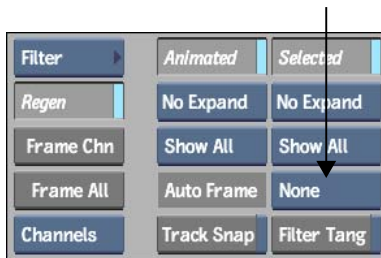 Filter Animated Selected
Regen No Expand No Expand
Frame Chn Show All Show All
Frame All Auto Frame None
Channels Track Snap Filter Tang